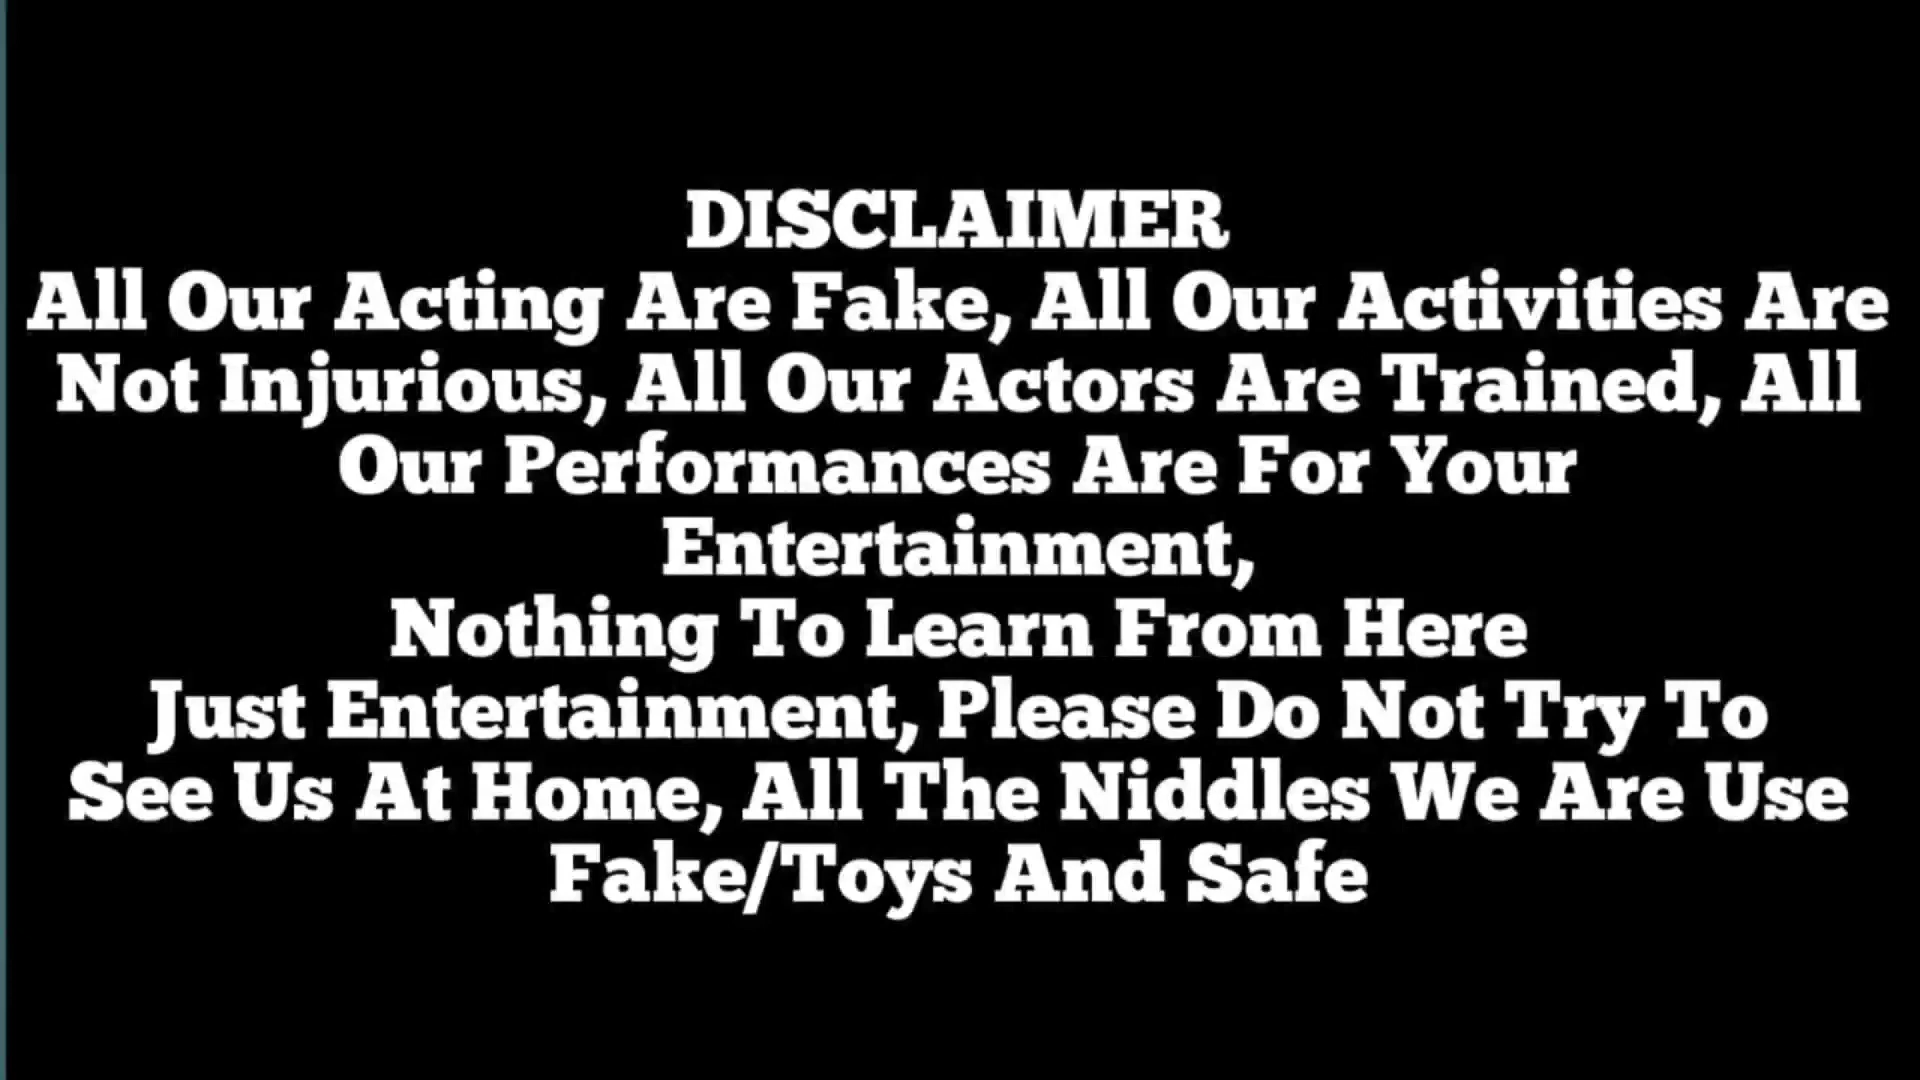 DISCLAIMER
All Our Acting Are Fake, All Our Activities Are
Not Injurious, All Our Actors Are Trained, All
Our Performances Are For Your
Entertainment,
Nothing To Learn From Here
Just Entertainment, Please Do Not Try To
See Us At Home, All The Niddles We Are Use
Fake/Toys And Safe